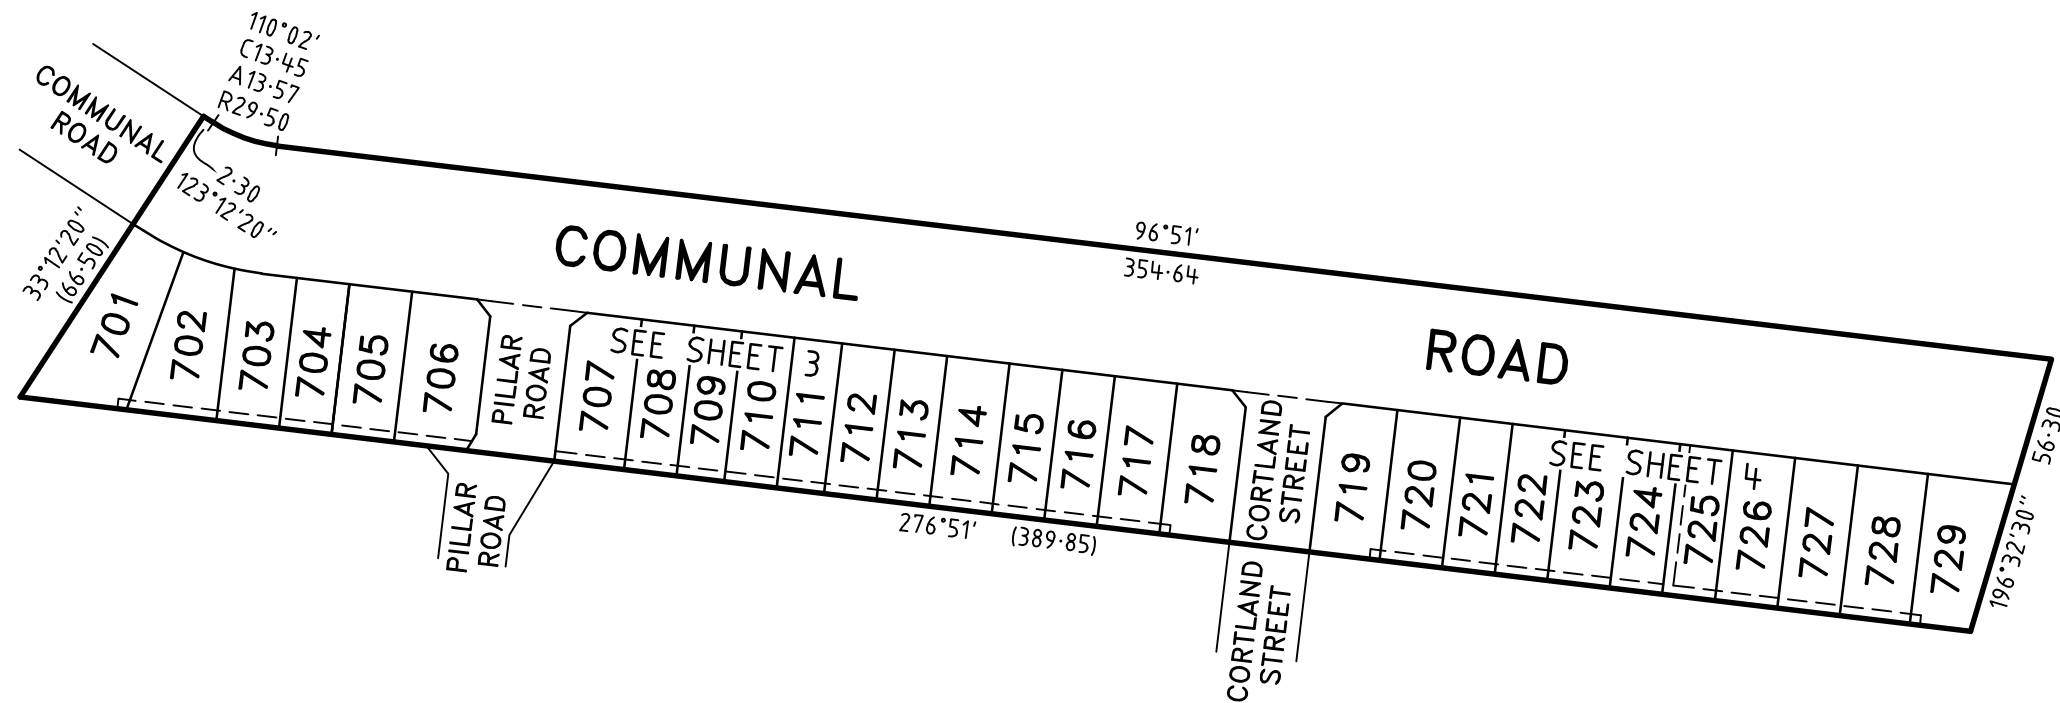 110°02'
C13·45
A13·57
R29·50
COMMUNAL
ROAD
2·30
123°12'20"
33°12'20"
(66·50)
COMMUNAL
ROAD
96°51'
354·64
56·30
196°32'30"
701
702
703
704
705
706
PILLAR
ROAD
SEE SHEET 3
707
708
709
710
711
712
713
714
715
716
717
718
CORTLAND
STREET
719
720
721
722
SEE SHEET 4
723
724
725
726
727
728
729
PILLAR
ROAD
276°51' (389·85)
CORTLAND
STREET